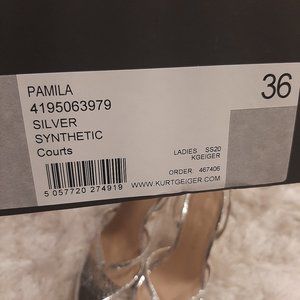 PAMILA
36
4195063979
SILVER
SYNTHETIC
Courts
LADIES SS20
KGEIGER
ORDER 467406
5 057720 274919
WWW.KURTGEIGER.COM